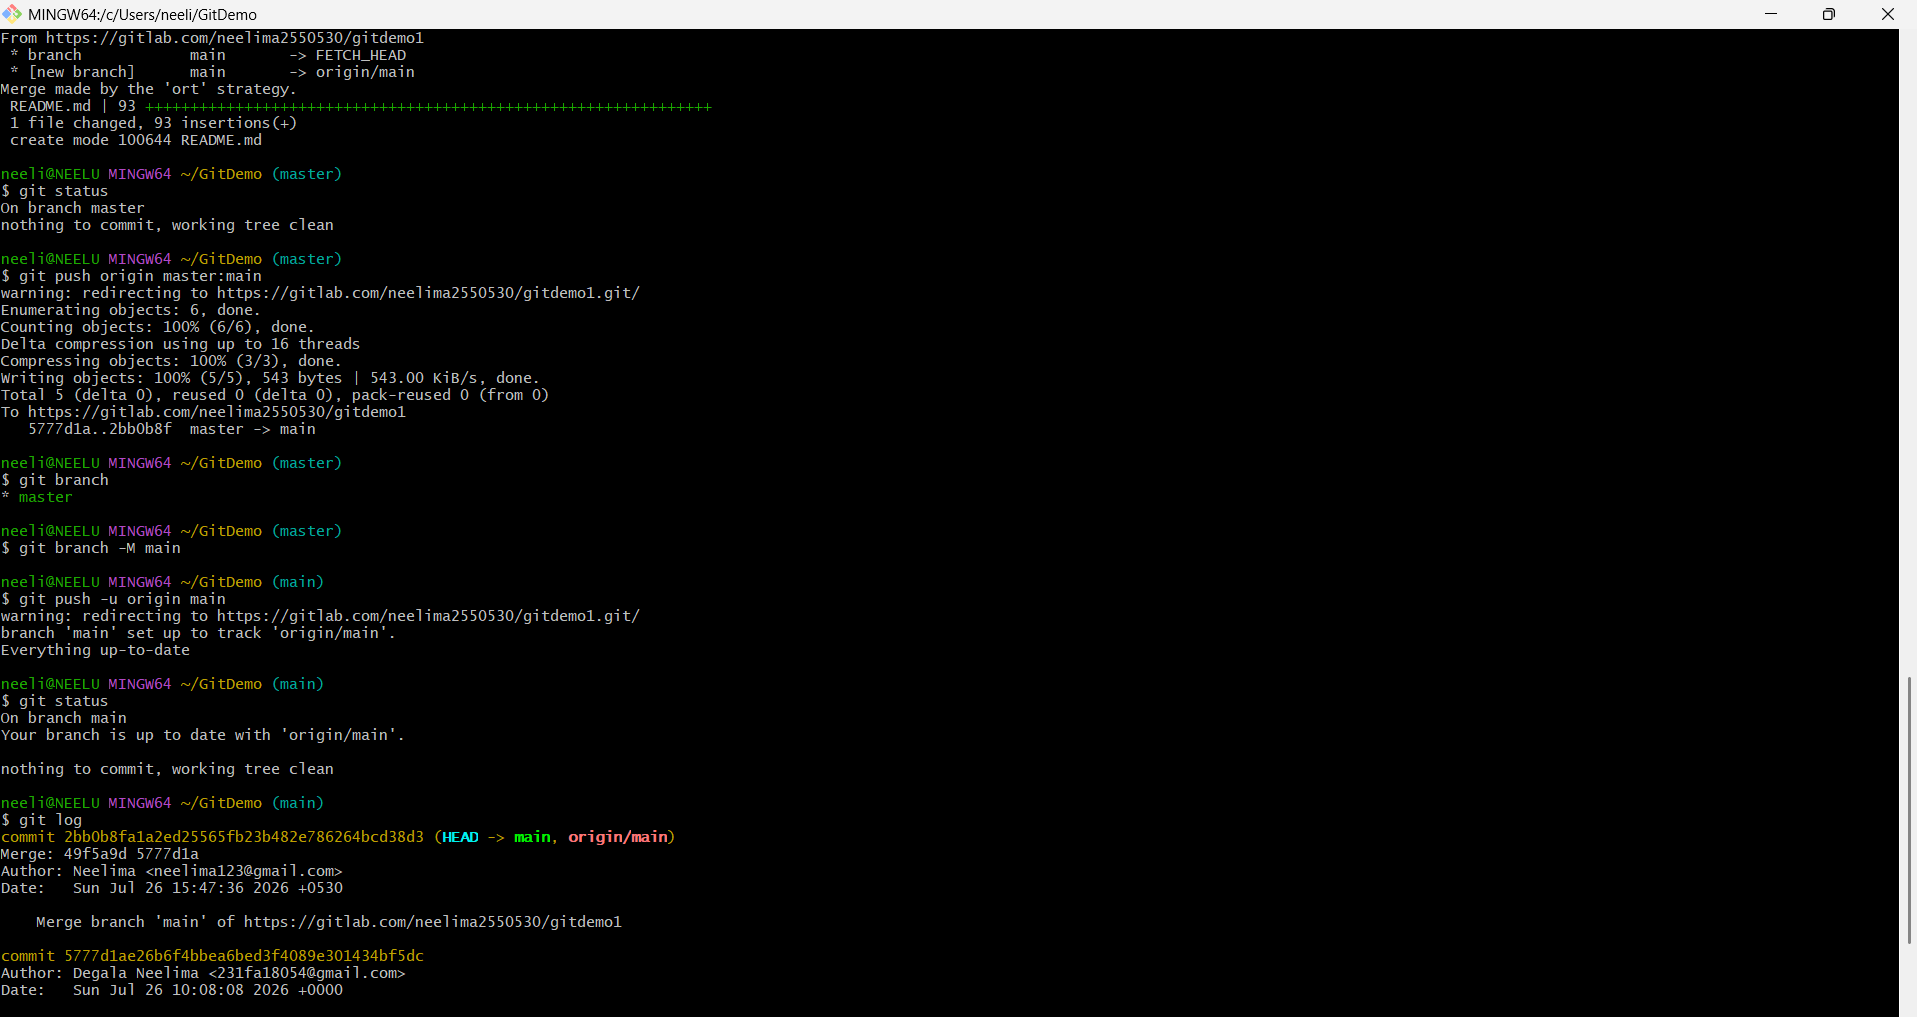 MINGW64:/c/Users/neeli/GitDemo
From https://gitlab.com/neelima2550530/gitdemo1
 * branch            main       -> FETCH_HEAD
 * [new branch]      main       -> origin/main
Merge made by the 'ort' strategy.
 README.md | 93 +++++++++++++++++++++++++++++++++++++++++++++++++++++++++++++++
 1 file changed, 93 insertions(+)
 create mode 100644 README.md
neeli@NEELU MINGW64 ~/GitDemo (master)
$ git status
On branch master
nothing to commit, working tree clean
neeli@NEELU MINGW64 ~/GitDemo (master)
$ git push origin master:main
warning: redirecting to https://gitlab.com/neelima2550530/gitdemo1.git/
Enumerating objects: 6, done.
Counting objects: 100% (6/6), done.
Delta compression using up to 16 threads
Compressing objects: 100% (3/3), done.
Writing objects: 100% (5/5), 543 bytes | 543.00 KiB/s, done.
Total 5 (delta 0), reused 0 (delta 0), pack-reused 0 (from 0)
To https://gitlab.com/neelima2550530/gitdemo1
   5777d1a..2bb0b8f  master -> main
neeli@NEELU MINGW64 ~/GitDemo (master)
$ git branch
* master
neeli@NEELU MINGW64 ~/GitDemo (master)
$ git branch -M main
neeli@NEELU MINGW64 ~/GitDemo (main)
$ git push -u origin main
warning: redirecting to https://gitlab.com/neelima2550530/gitdemo1.git/
branch 'main' set up to track 'origin/main'.
Everything up-to-date
neeli@NEELU MINGW64 ~/GitDemo (main)
$ git status
On branch main
Your branch is up to date with 'origin/main'.
nothing to commit, working tree clean
neeli@NEELU MINGW64 ~/GitDemo (main)
$ git log
commit 2bb0b8fa1a2ed25565fb23b482e786264bcd38d3 (HEAD -> main, origin/main)
Merge: 49f5a9d 5777d1a
Author: Neelima <neelima123@gmail.com>
Date:   Sun Jul 26 15:47:36 2026 +0530
    Merge branch 'main' of https://gitlab.com/neelima2550530/gitdemo1
commit 5777d1ae26b6f4bbea6bed3f4089e301434bf5dc
Author: Degala Neelima <231fa18054@gmail.com>
Date:   Sun Jul 26 10:08:08 2026 +0000